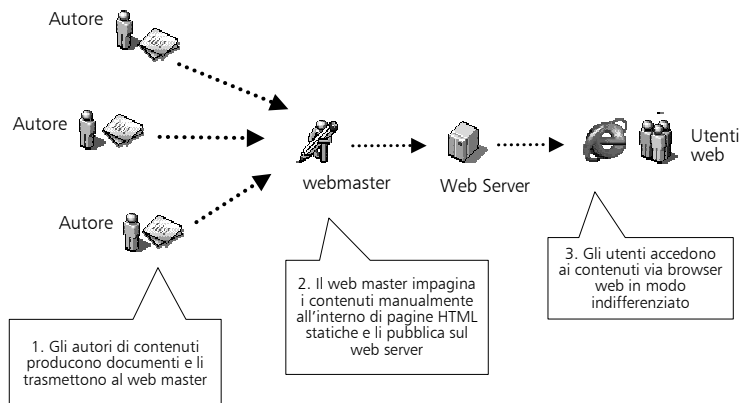 Autore
Autore
Autore
webmaster
Web Server
Utenti
web
1. Gli autori di contenuti
producono documenti e li
trasmettono al web master
2. Il web master impagina
i contenuti manualmente
all'interno di pagine HTML
statiche e li pubblica sul
web server
3. Gli utenti accedono
ai contenuti via browser
web in modo
indifferenziato